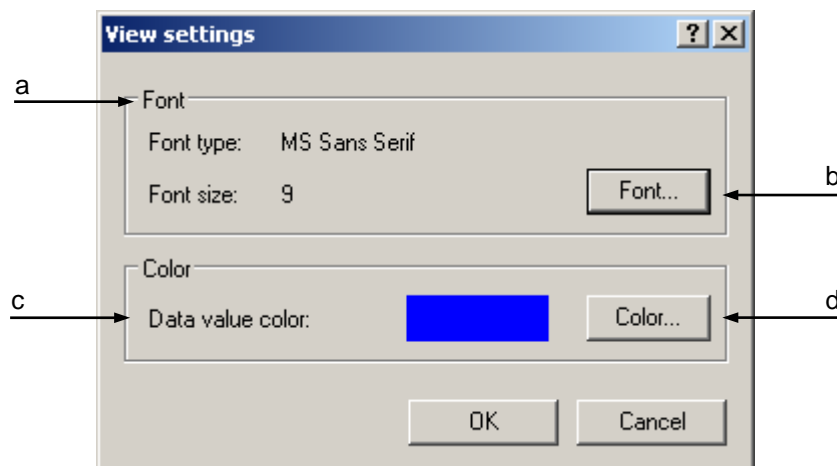 View settings
a
Font
Font type: MS Sans Serif
b
Font size: 9 Font...
Color
c
d
Data value color: Color...
OK Cancel